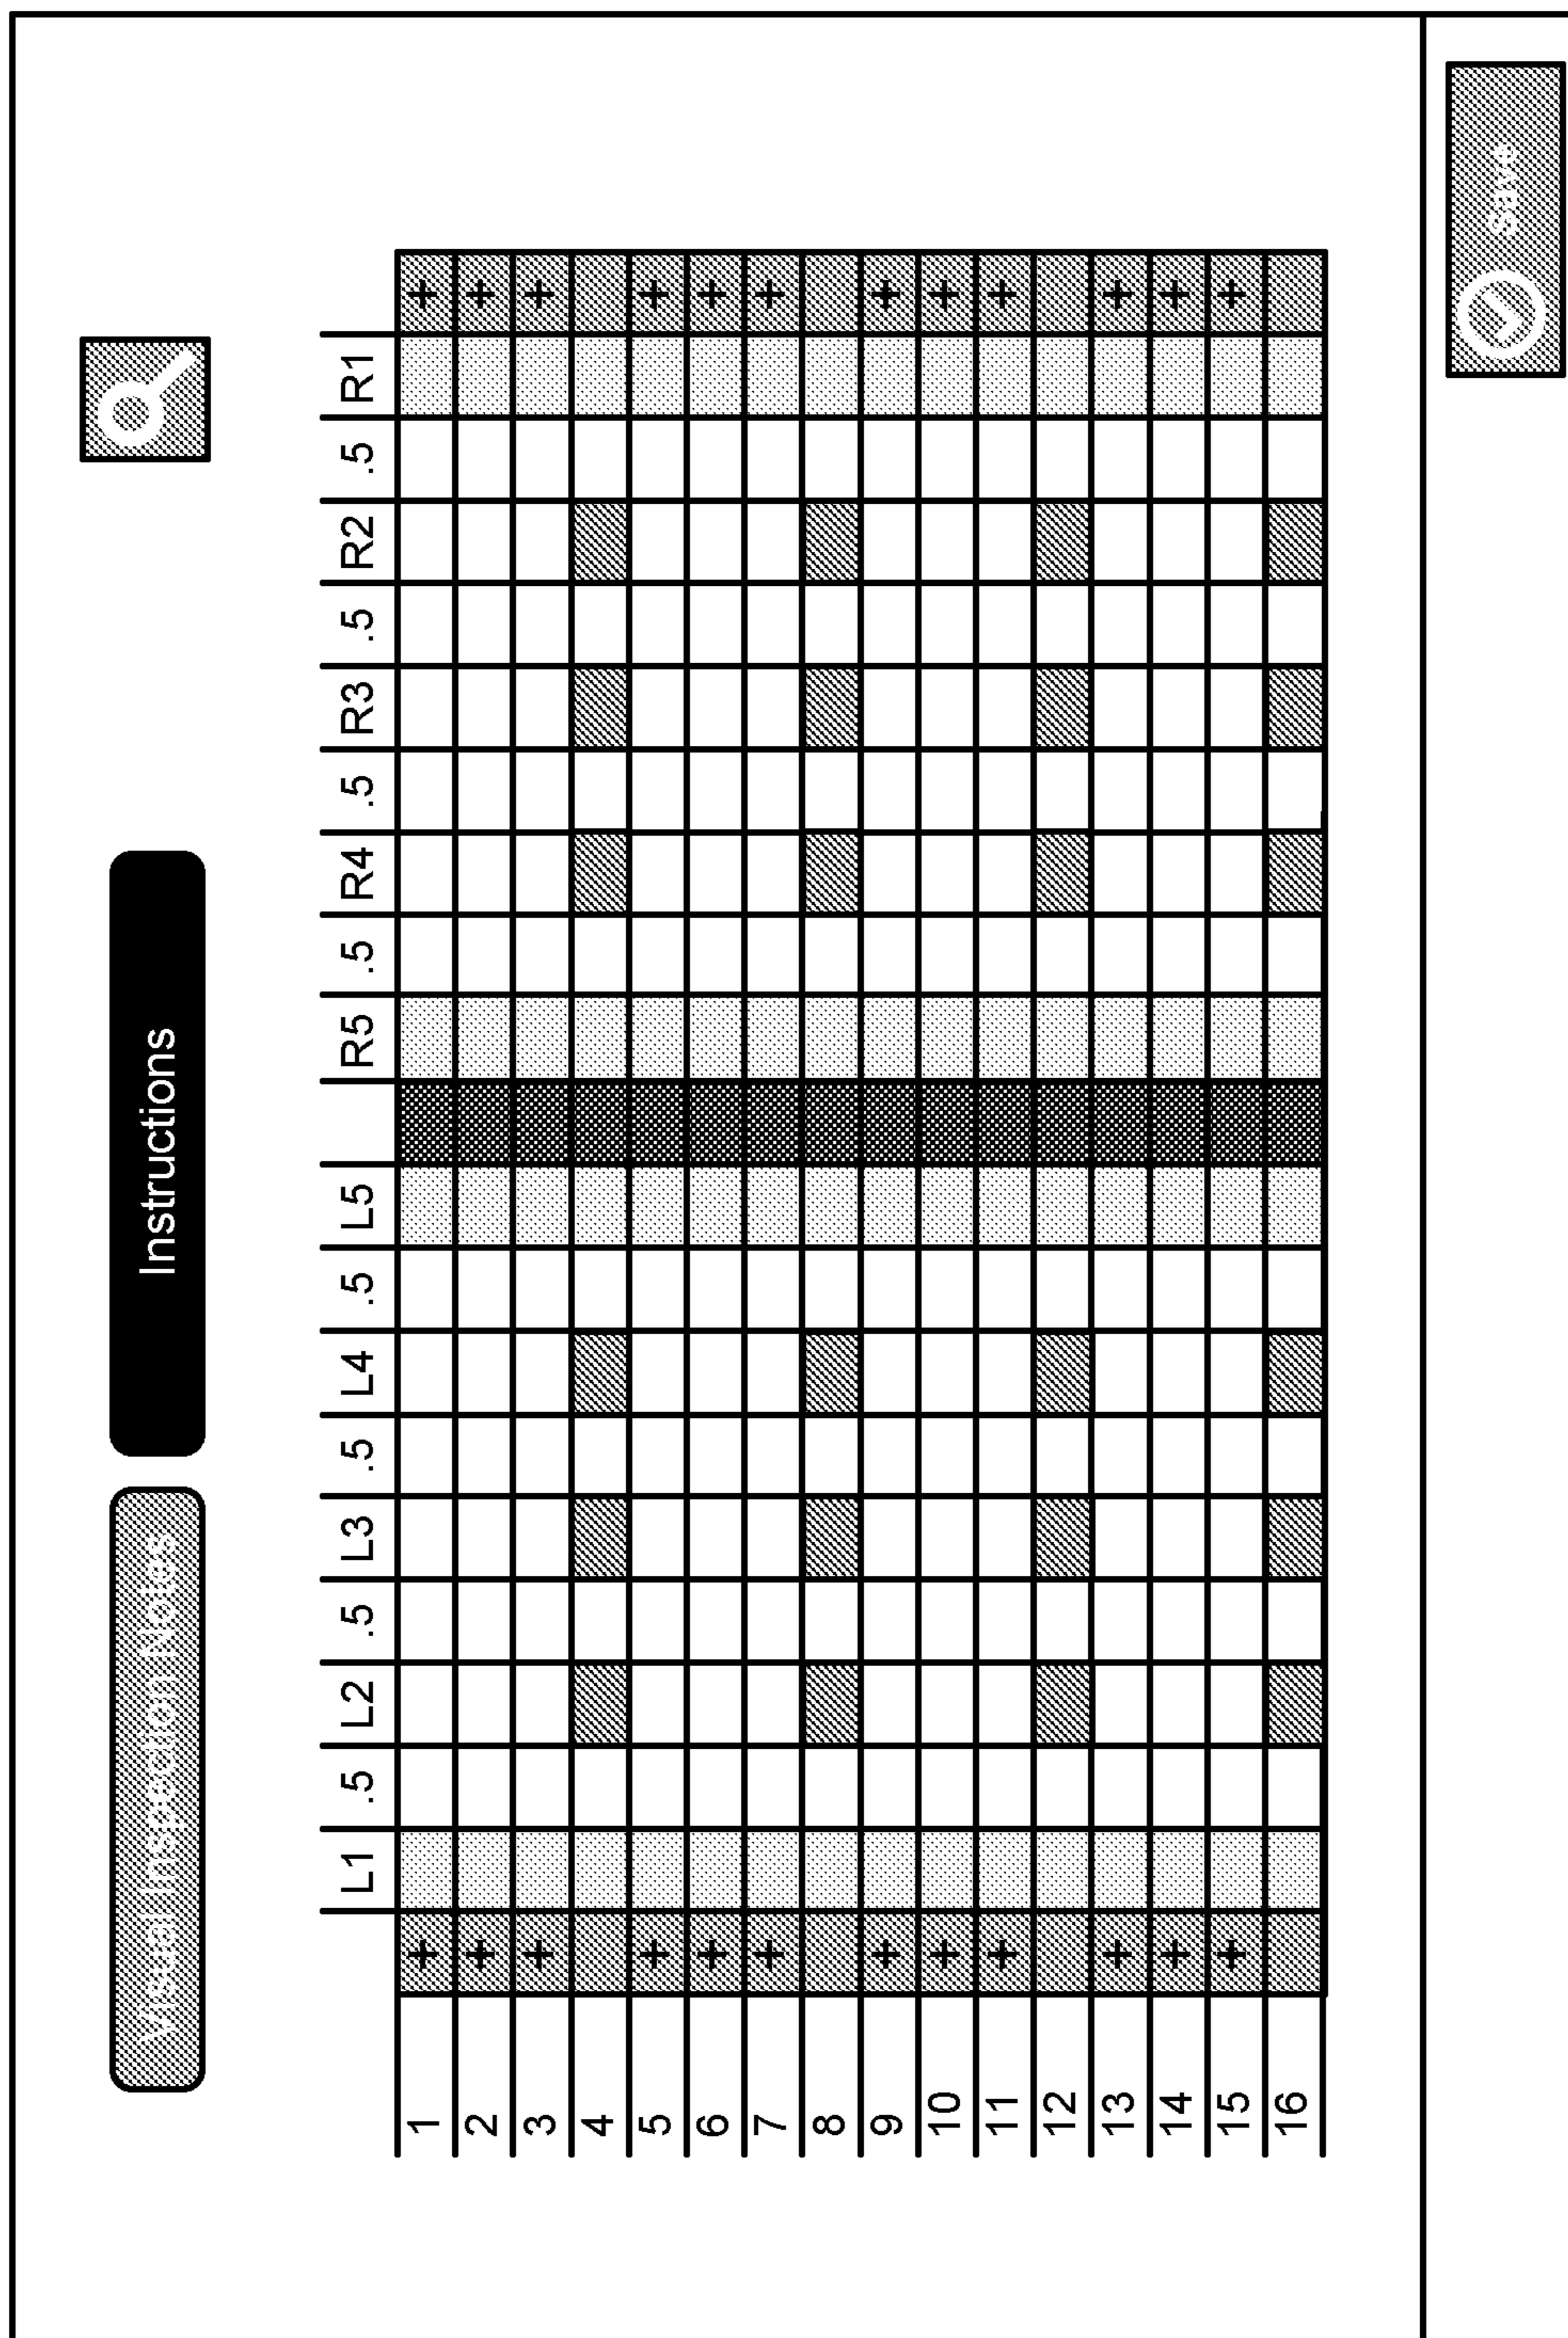 Visual Inspection Notes Instructions
L1 .5 L2 .5 L3 .5 L4 .5 L5 R5 .5 R4 .5 R3 .5 R2 .5 R1
1 + +
2 + +
3 + +
4
5 + +
6 + +
7 + +
8
9 + +
10 + +
11 + +
12
13 + +
14 + +
15 + +
16
Save